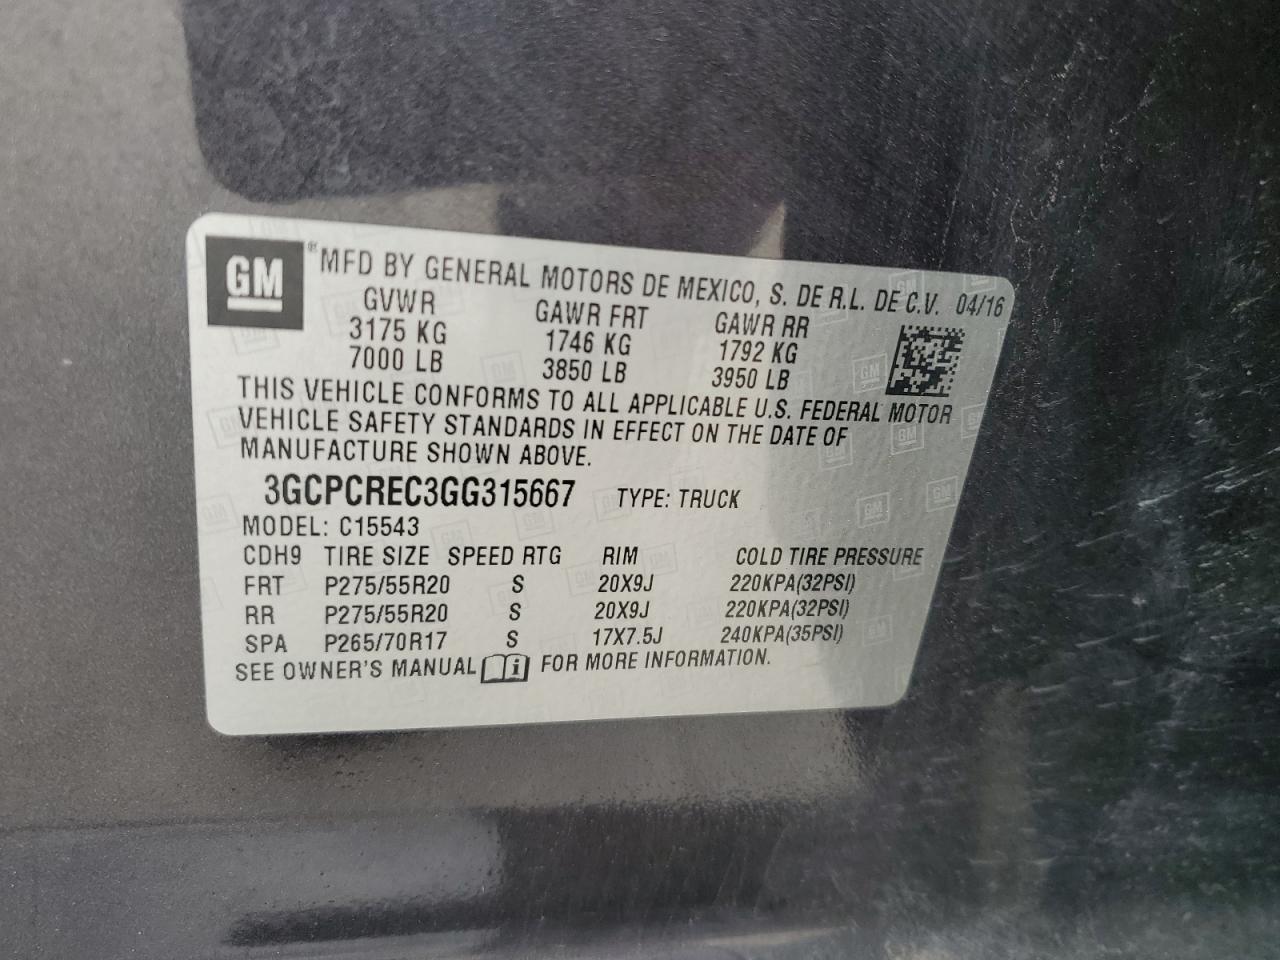 GM ® MFD BY GENERAL MOTORS DE MEXICO, S. DE R.L. DE C.V. 04/16
GVWR GAWR FRT GAWR RR
3175 KG 1746 KG 1792 KG
7000 LB 3850 LB 3950 LB
THIS VEHICLE CONFORMS TO ALL APPLICABLE U.S. FEDERAL MOTOR
VEHICLE SAFETY STANDARDS IN EFFECT ON THE DATE OF
MANUFACTURE SHOWN ABOVE.
3GCPCREC3GG315667 TYPE: TRUCK
MODEL: C15543
CDH9 TIRE SIZE SPEED RTG RIM COLD TIRE PRESSURE
FRT P275/55R20 S 20X9J 220KPA(32PSI)
RR P275/55R20 S 20X9J 220KPA(32PSI)
SPA P265/70R17 S 17X7.5J 240KPA(35PSI)
SEE OWNER'S MANUAL i FOR MORE INFORMATION.